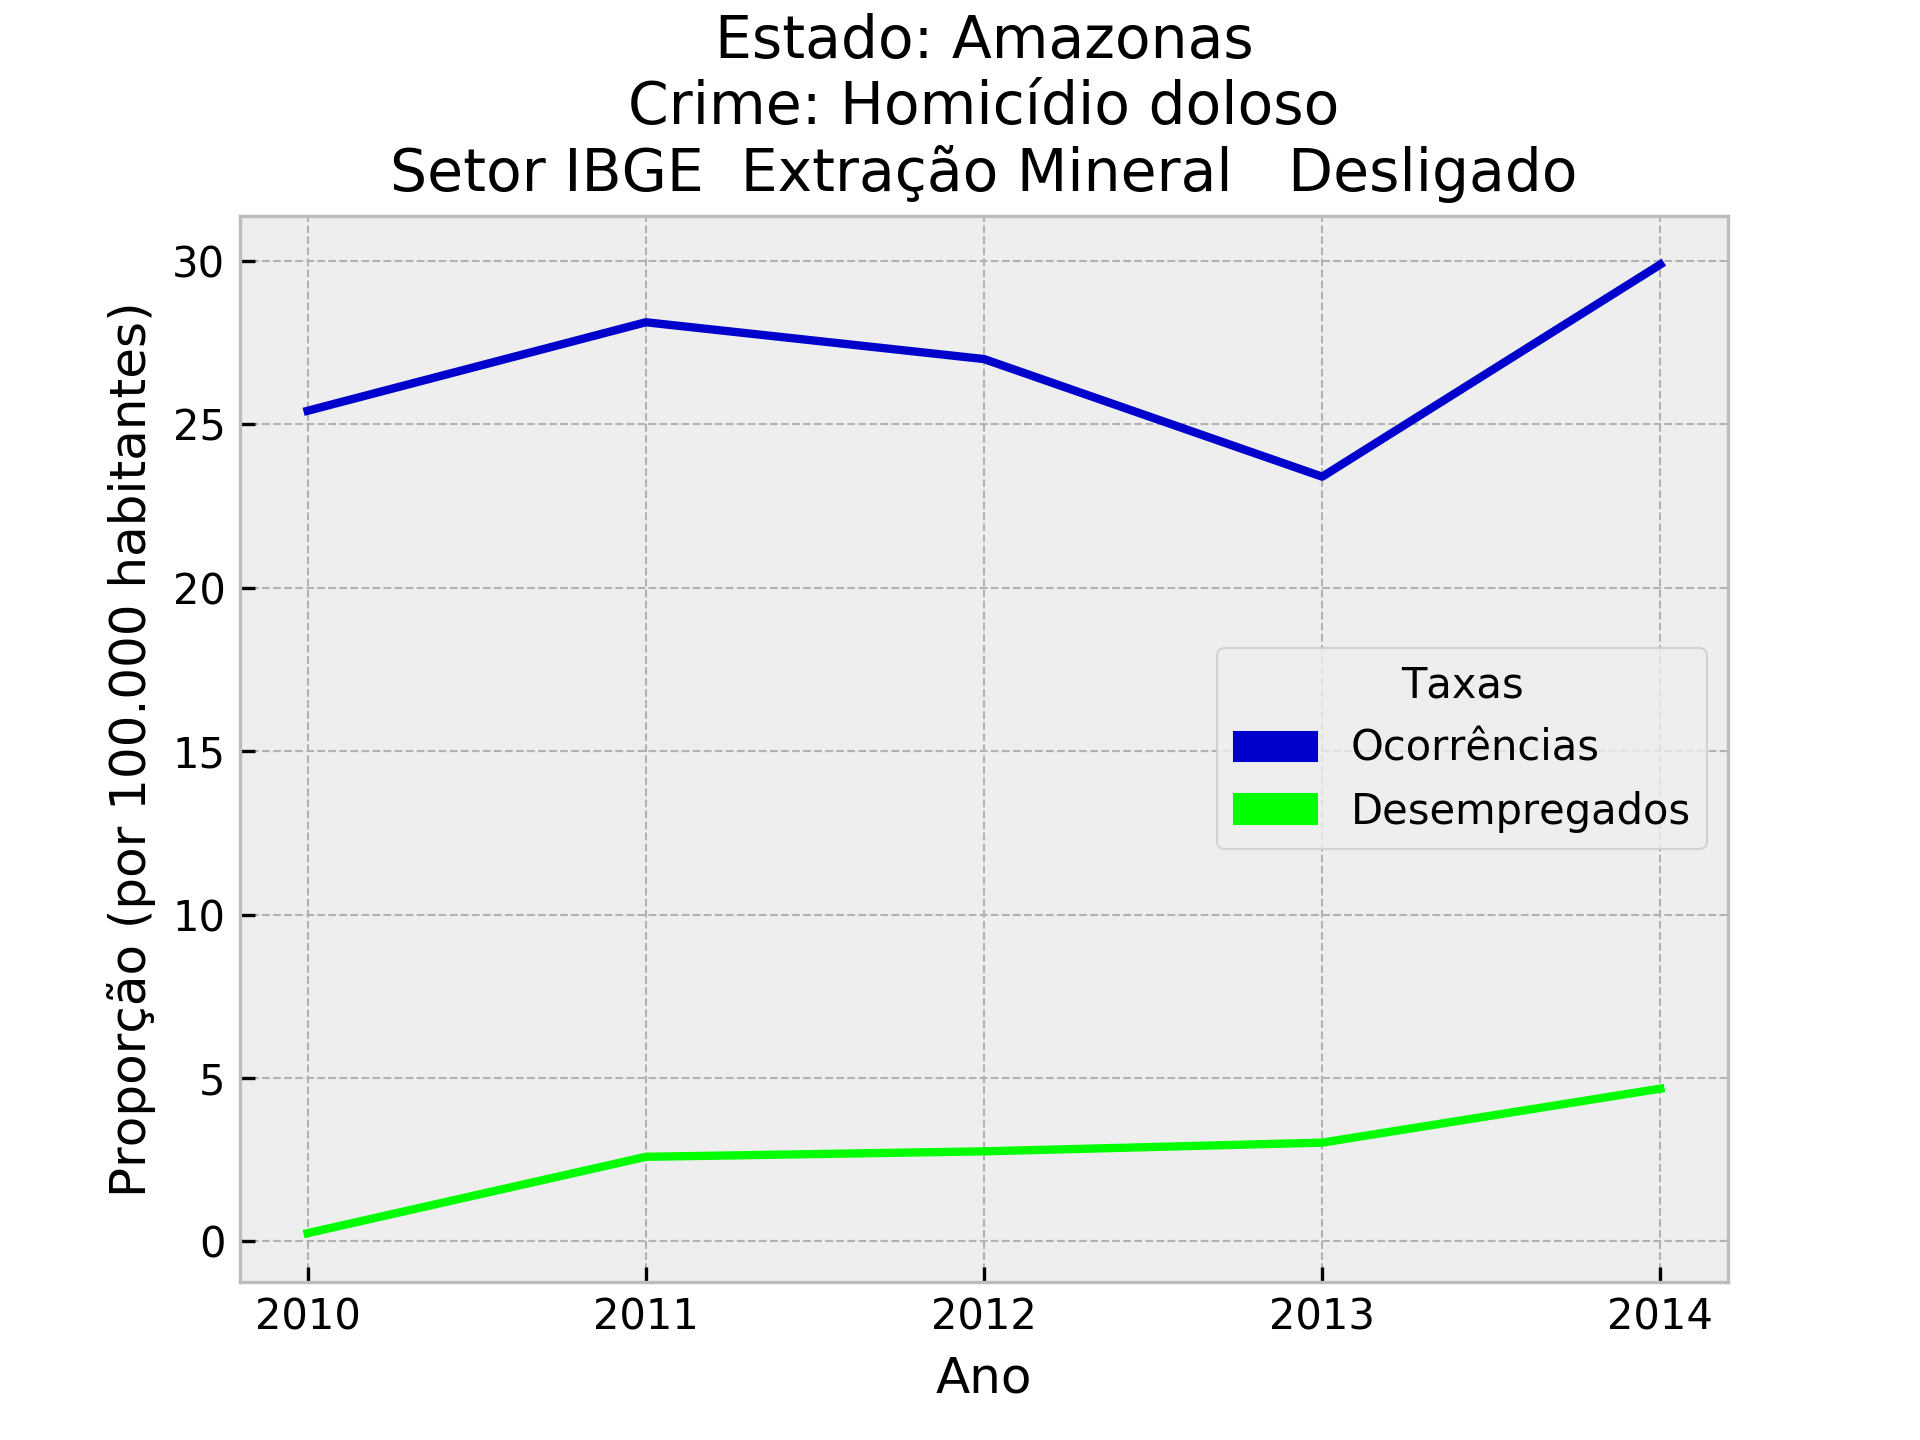 Estado: Amazonas
Crime: Homicídio doloso
Setor IBGE  Extração Mineral   Desligado
Proporção (por 100.000 habitantes)
30
25
20
15
10
5
0
Taxas
Ocorrências
Desempregados
2010 2011 2012 2013 2014
Ano